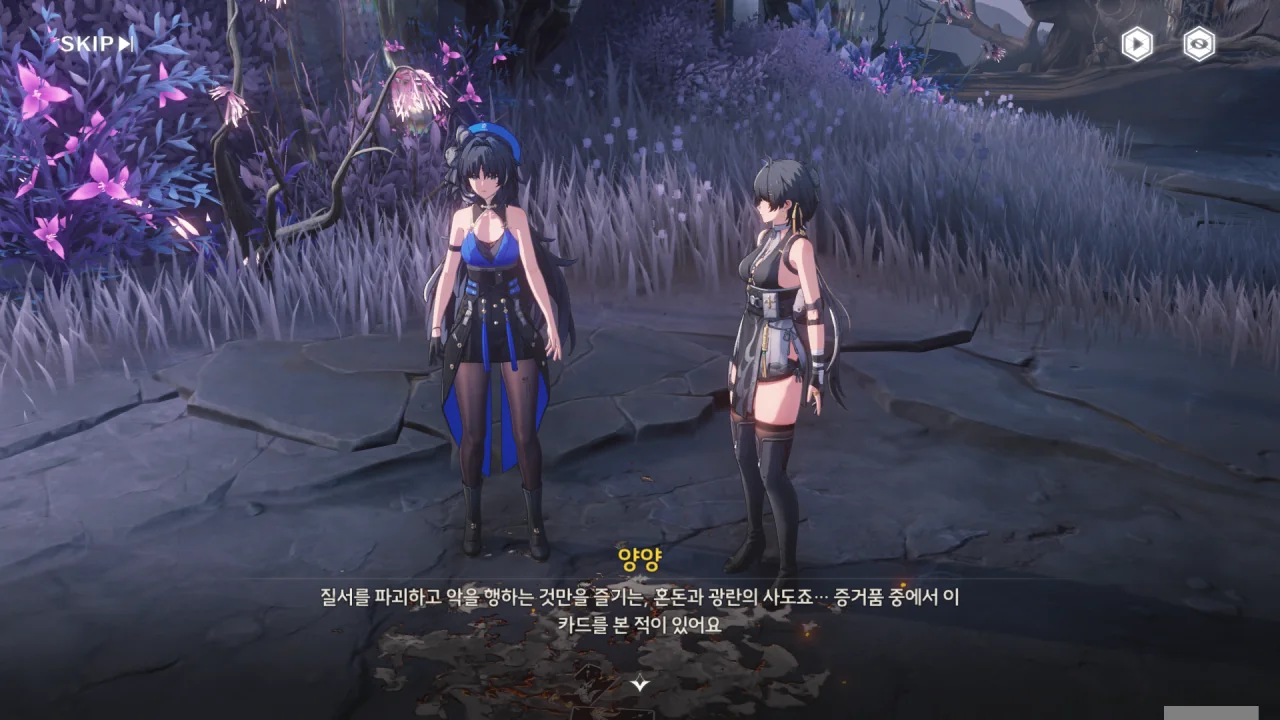 SKIP
양양
질서를 파괴하고 악을 행하는 것만을 즐기는, 혼돈과 광란의 사도죠… 증거품 중에서 이
카드를 본 적이 있어요